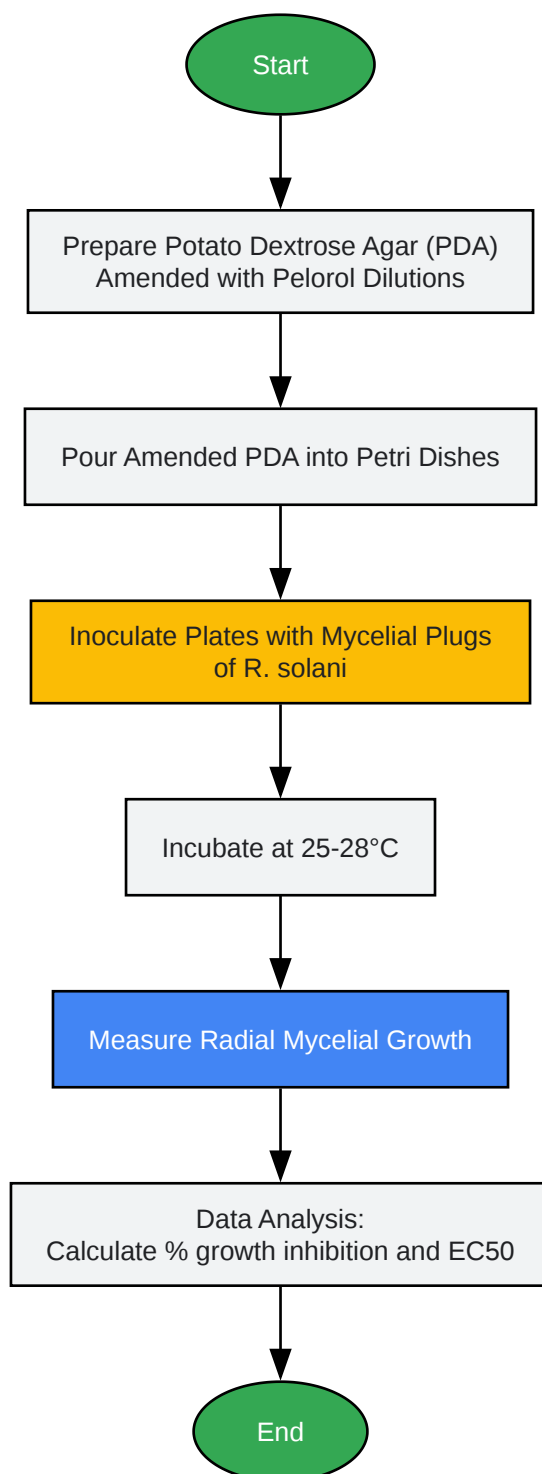 Start
Prepare Potato Dextrose Agar (PDA)
Amended with Pelorol Dilutions
Pour Amended PDA into Petri Dishes
Inoculate Plates with Mycelial Plugs
of R. solani
Incubate at 25-28°C
Measure Radial Mycelial Growth
Data Analysis:
Calculate % growth inhibition and EC50
End